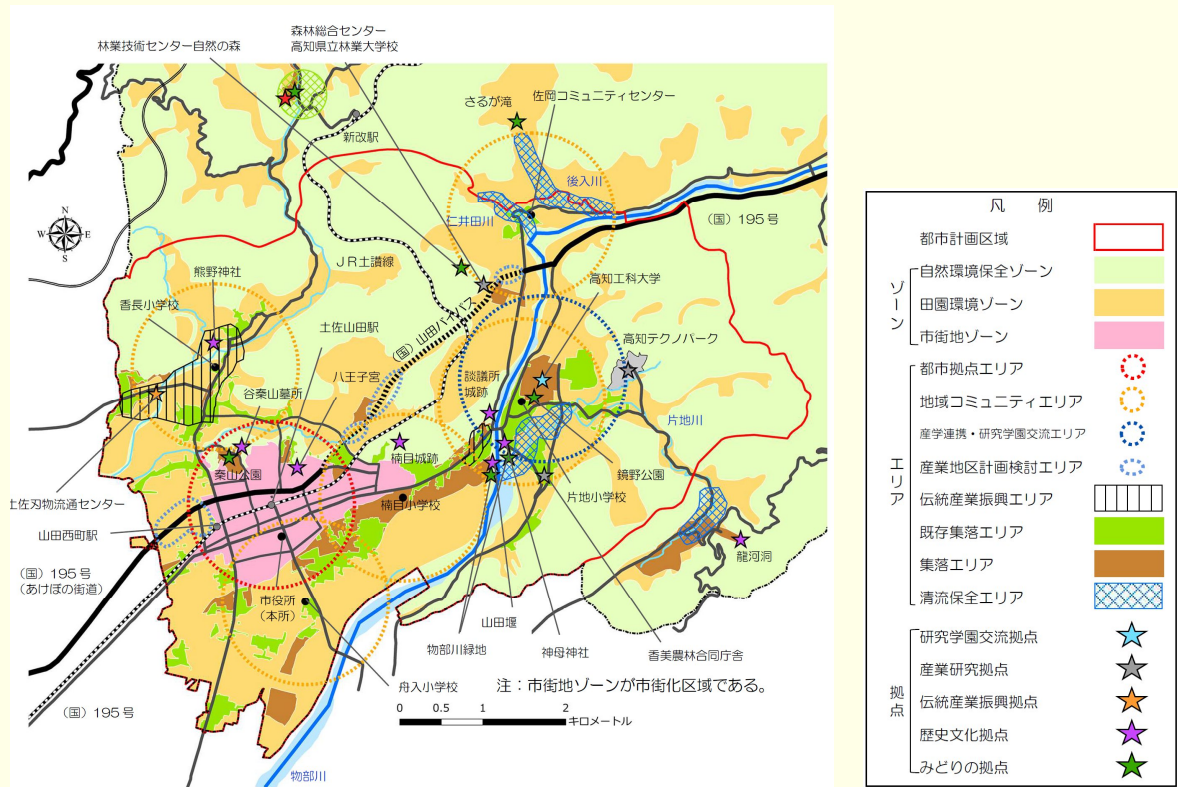 林業技術センター自然の森
森林総合センター
高知県立林業大学校
さるが滝
佐岡コミュニティセンター
新改駅
後入川
仁井田川
(国)195号
N
W
E
S
熊野神社
JR土讃線
高知工科大学
香長小学校
土佐山田駅
(国)山田バイパス
高知テクノパーク
八王子宮
談議所
城跡
谷秦山墓所
片地川
秦山公園
楠目城跡
鏡野公園
土佐刃物流通センター
楠目小学校
片地小学校
山田西町駅
龍河洞
(国)195号
(あけぼの街道)
市役所
(本所)
山田堰
物部川緑地
神母神社
香美農林合同庁舎
舟入小学校
注:市街地ゾーンが市街化区域である。
(国)195号
0 0.5 1 2
キロメートル
物部川
凡 例
都市計画区域
ゾーン
自然環境保全ゾーン
田園環境ゾーン
市街地ゾーン
エリア
都市拠点エリア
地域コミュニティエリア
産学連携・研究学園交流エリア
産業地区計画検討エリア
伝統産業振興エリア
既存集落エリア
集落エリア
清流保全エリア
拠点
研究学園交流拠点
産業研究拠点
伝統産業振興拠点
歴史文化拠点
みどりの拠点